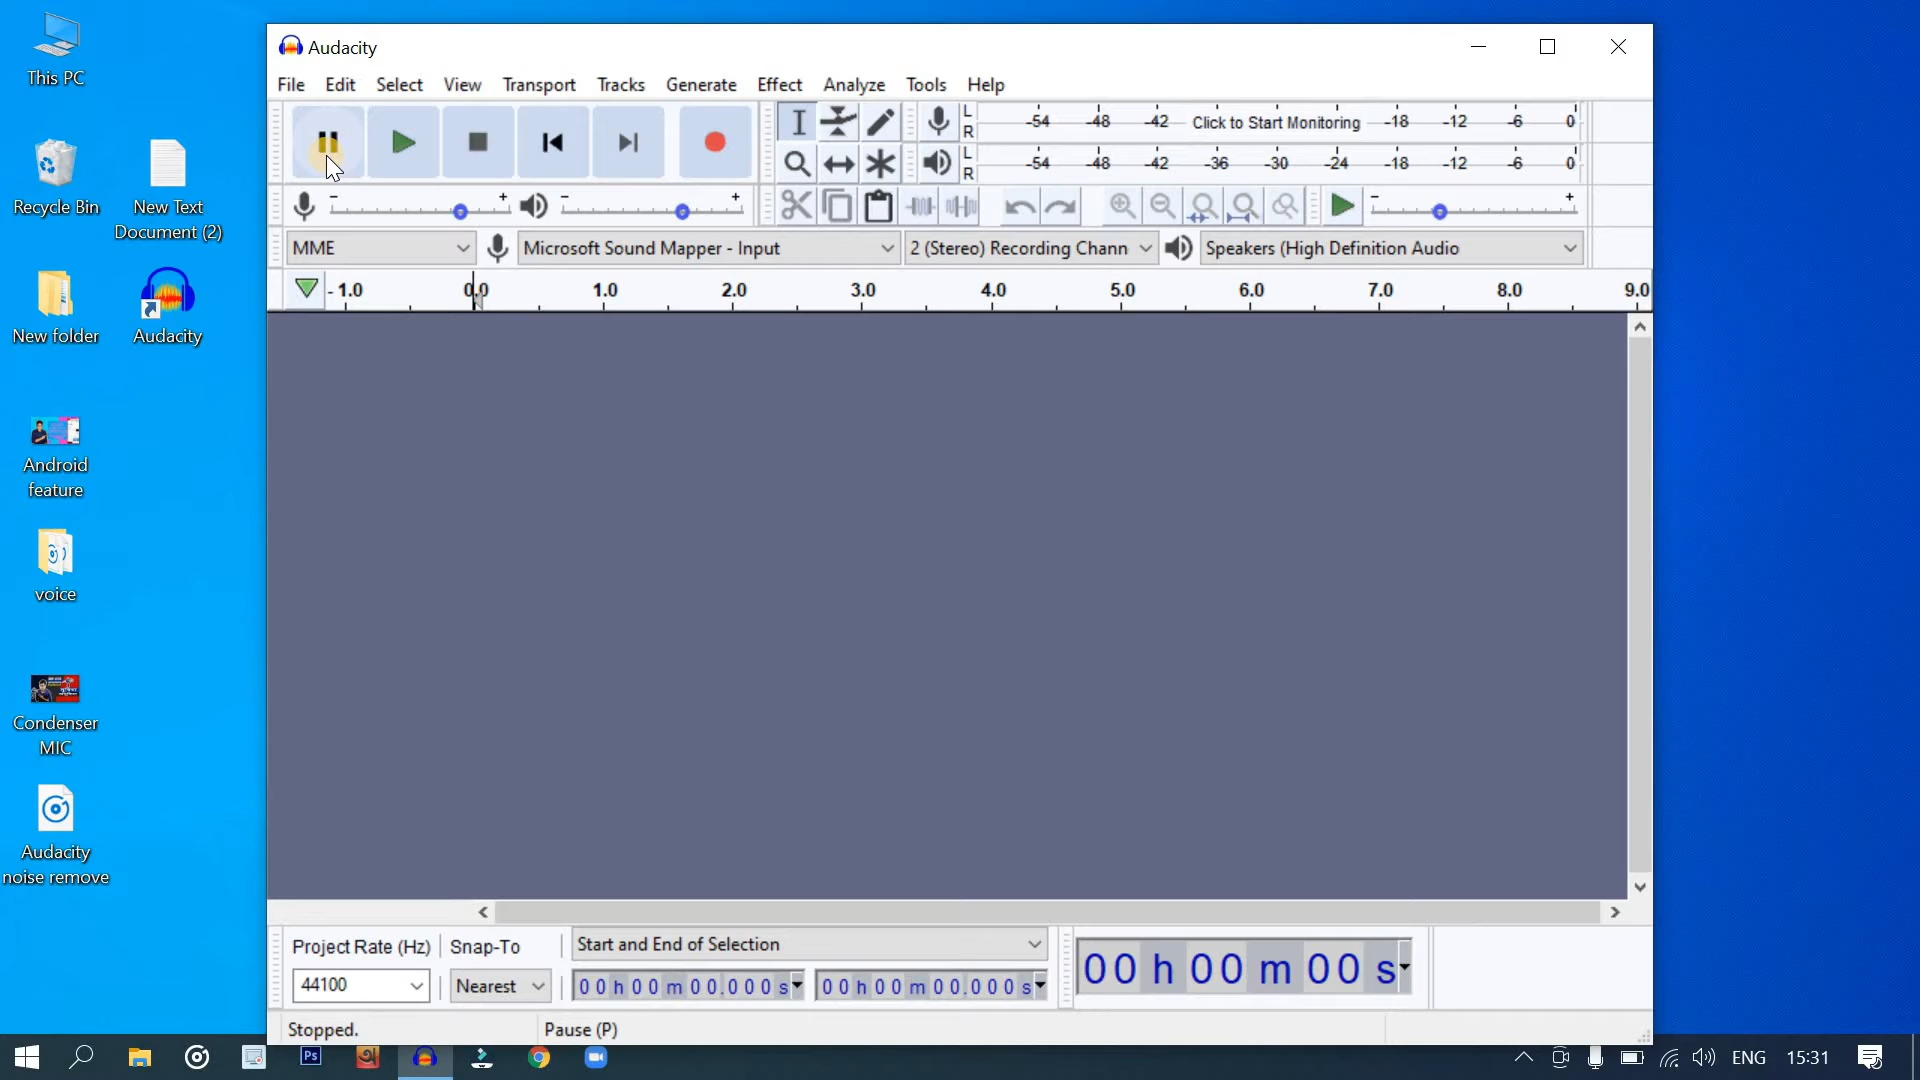 This PC
Recycle Bin
New Text
Document (2)
New folder
Audacity
Android
feature
voice
Condenser
MIC
Audacity
noise remove
Audacity
File Edit Select View Transport Tracks Generate Effect Analyze Tools Help
L
R
-54 -48 -42 Click to Start Monitoring -18 -12 -6 0
L
R
-54 -48 -42 -36 -30 -24 -18 -12 -6 0
- + - + - +
MME Microsoft Sound Mapper - Input 2 (Stereo) Recording Chann Speakers (High Definition Audio
- 1.0 0.0 1.0 2.0 3.0 4.0 5.0 6.0 7.0 8.0 9.0
Project Rate (Hz) Snap-To Start and End of Selection
44100 Nearest 00 h 00 m 00.000 s 00 h 00 m 00.000 s 00 h 00 m 00 s
Stopped. Pause (P)
Ps ENG 15:31